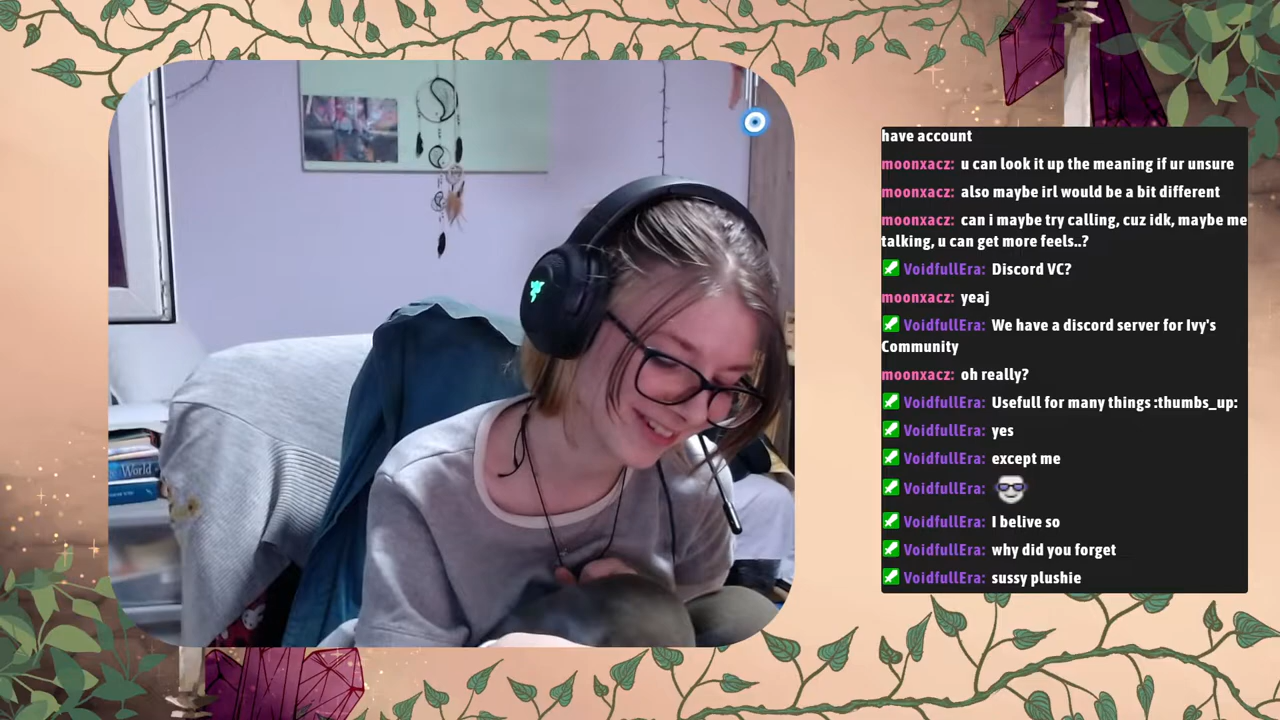 have account
moonxacz: u can look it up the meaning if ur unsure
moonxacz: also maybe irl would be a bit different
moonxacz: can i maybe try calling, cuz idk, maybe me
talking, u can get more feels..?
VoidfullEra: Discord VC?
moonxacz: yeaj
VoidfullEra: We have a discord server for Ivy's
Community
moonxacz: oh really?
VoidfullEra: Usefull for many things :thumbs_up:
VoidfullEra: yes
VoidfullEra: except me
VoidfullEra:
VoidfullEra: I belive so
VoidfullEra: why did you forget
VoidfullEra: sussy plushie
World